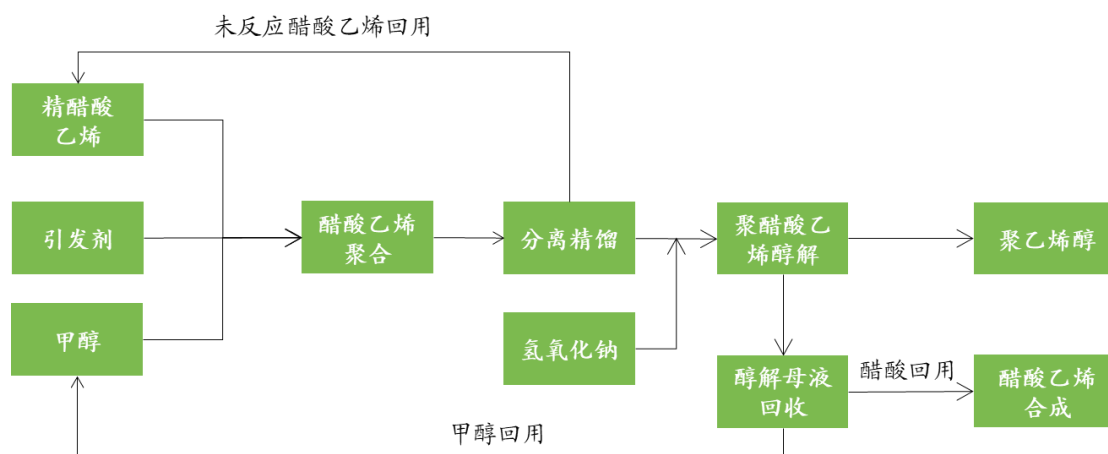 未反应醋酸乙烯回用
精醋酸
乙烯
引发剂
醋酸乙烯
聚合
分离精馏
聚醋酸乙
烯醇解
聚乙烯醇
甲醇
氢氧化钠
醇解母液
回收
醋酸回用
醋酸乙烯
合成
甲醇回用